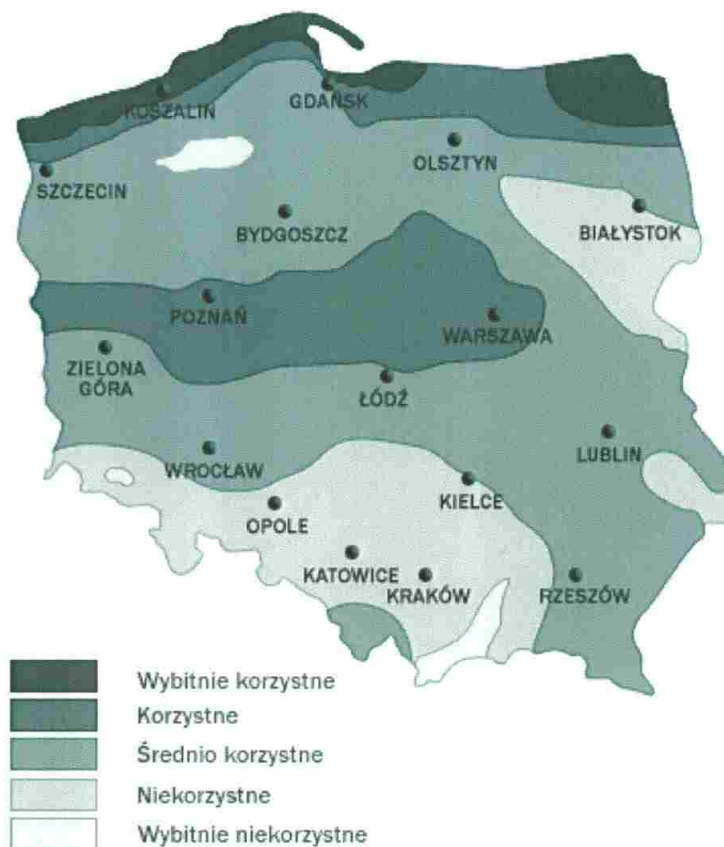 KOSZALIN
GDAŃSK
OLSZTYN
SZCZECIN
BIAŁYSTOK
BYDGOSZCZ
POZNAŃ
WARSZAWA
ZIELONA
GÓRA
ŁÓDŹ
LUBLIN
WROCŁAW
KIELCE
OPOLE
KATOWICE
KRAKÓW
RZESZÓW
Wybitnie korzystne
Korzystne
Średnio korzystne
Niekorzystne
Wybitnie niekorzystne